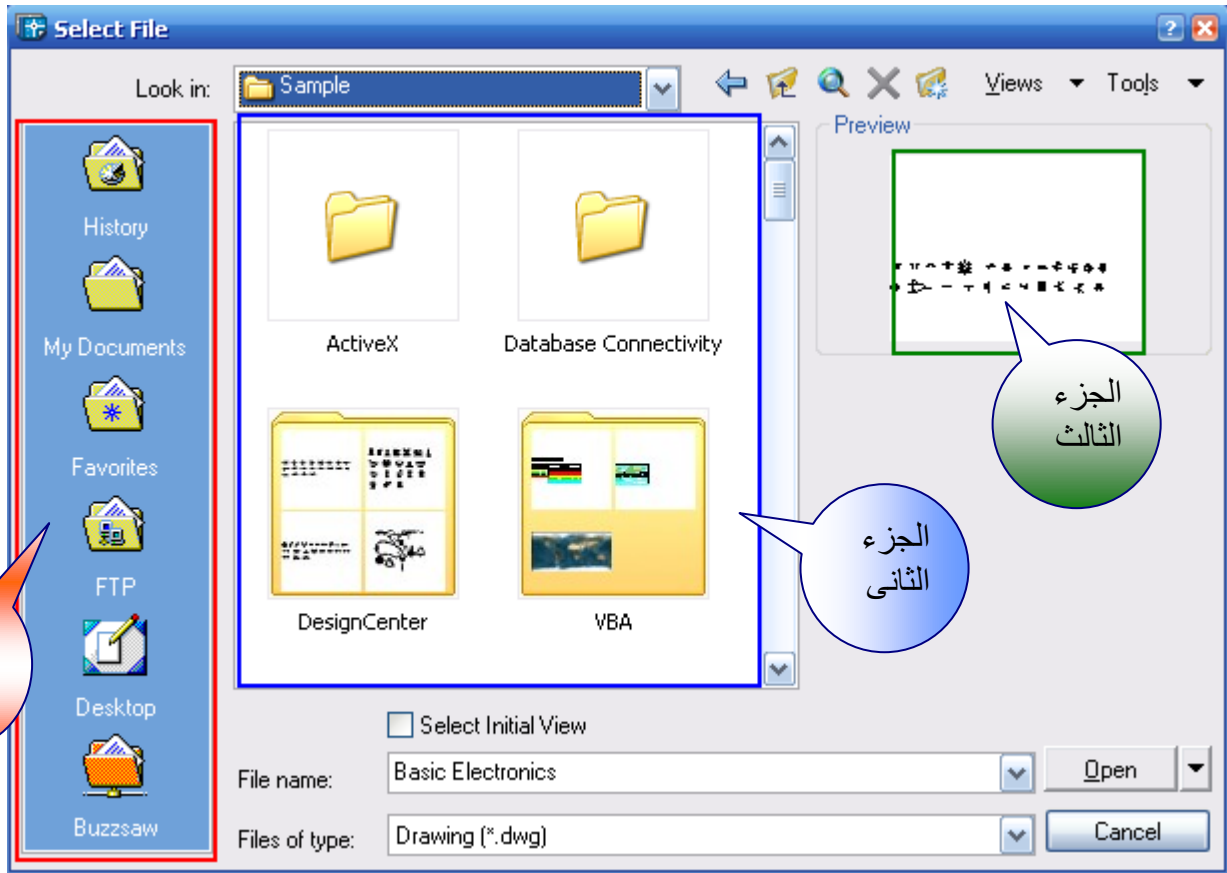 Select File
Look in:
Sample
Views
Tools
History
My Documents
Favorites
FTP
Desktop
Buzzsaw
ActiveX
Database Connectivity
DesignCenter
VBA
Preview
الجزء
الثالث
الجزء
الثانى
Select Initial View
File name:
Basic Electronics
Open
Files of type:
Drawing (*.dwg)
Cancel